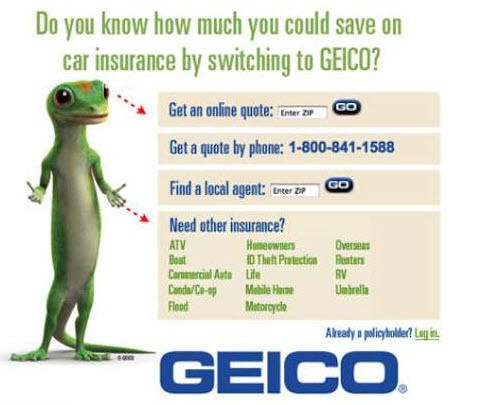 Do you know how much you could save on
car insurance by switching to GEICO?
Get an online quote: Enter ZIP GO
Get a quote by phone: 1-800-841-1588
Find a local agent: Enter ZIP GO
Need other insurance?
ATV Homeowners Overseas
Boat ID Theft Protection Renters
Commercial Auto Life RV
Condo/Co-op Mobile Home Umbrella
Flood Motorcycle
Already a policyholder? Log in.
© GEICO
GEICO®